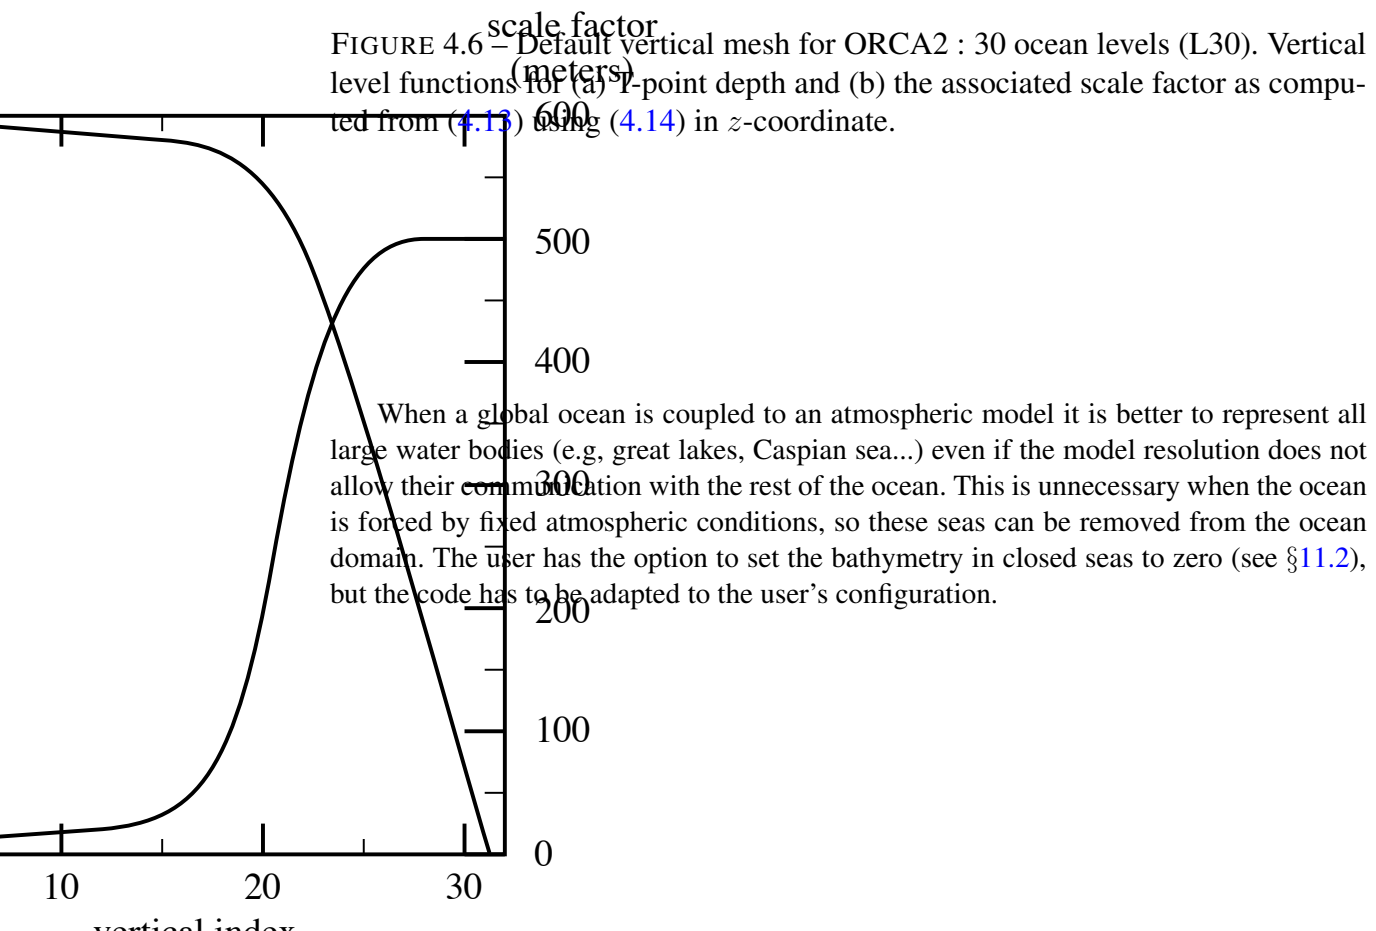 scale factor
(meters)
FIGURE 4.6 – Default vertical mesh for ORCA2 : 30 ocean levels (L30). Vertical
level functions for (a) T-point depth and (b) the associated scale factor as compu-
ted from (4.13) using (4.14) in z-coordinate.
600
500
400
When a global ocean is coupled to an atmospheric model it is better to represent all
large water bodies (e.g, great lakes, Caspian sea...) even if the model resolution does not
allow their communication with the rest of the ocean. This is unnecessary when the ocean
300
is forced by fixed atmospheric conditions, so these seas can be removed from the ocean
domain. The user has the option to set the bathymetry in closed seas to zero (see §11.2),
but the code has to be adapted to the user's configuration.
200
100
0
10 20 30
vertical index